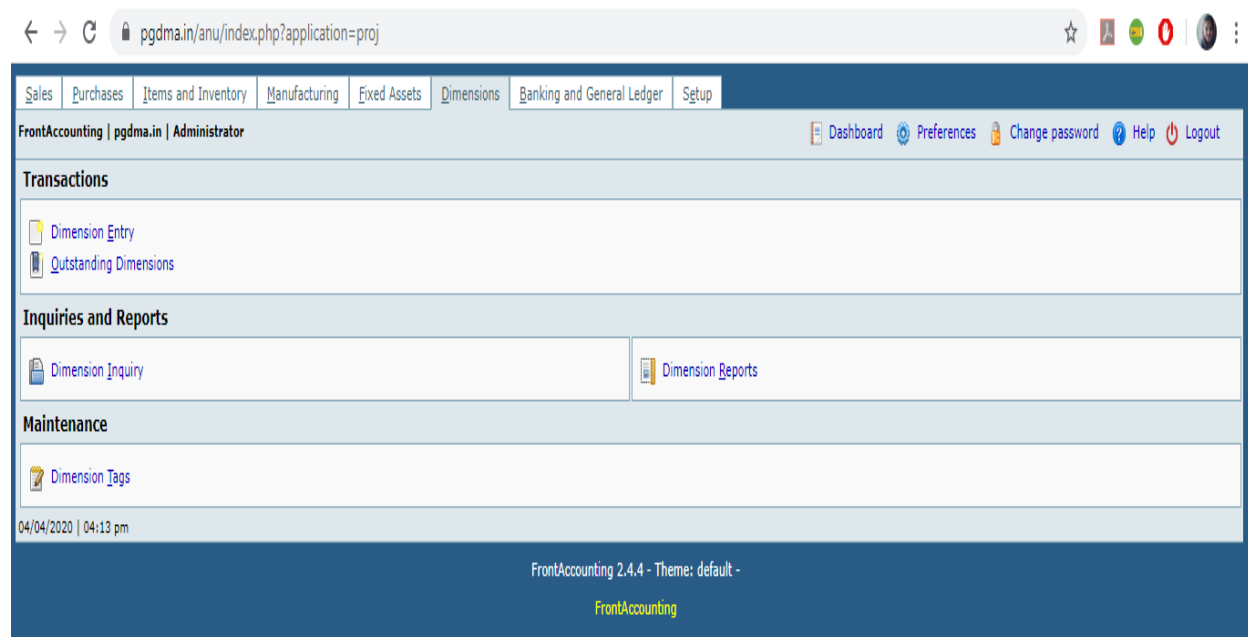 pgdma.in/anu/index.php?application=proj
Sales Purchases Items and Inventory Manufacturing Fixed Assets Dimensions Banking and General Ledger Setup
FrontAccounting | pgdma.in | Administrator Dashboard Preferences Change password Help Logout
Transactions
Dimension Entry
Outstanding Dimensions
Inquiries and Reports
Dimension Inquiry Dimension Reports
Maintenance
Dimension Tags
04/04/2020 | 04:13 pm
FrontAccounting 2.4.4 - Theme: default -
FrontAccounting